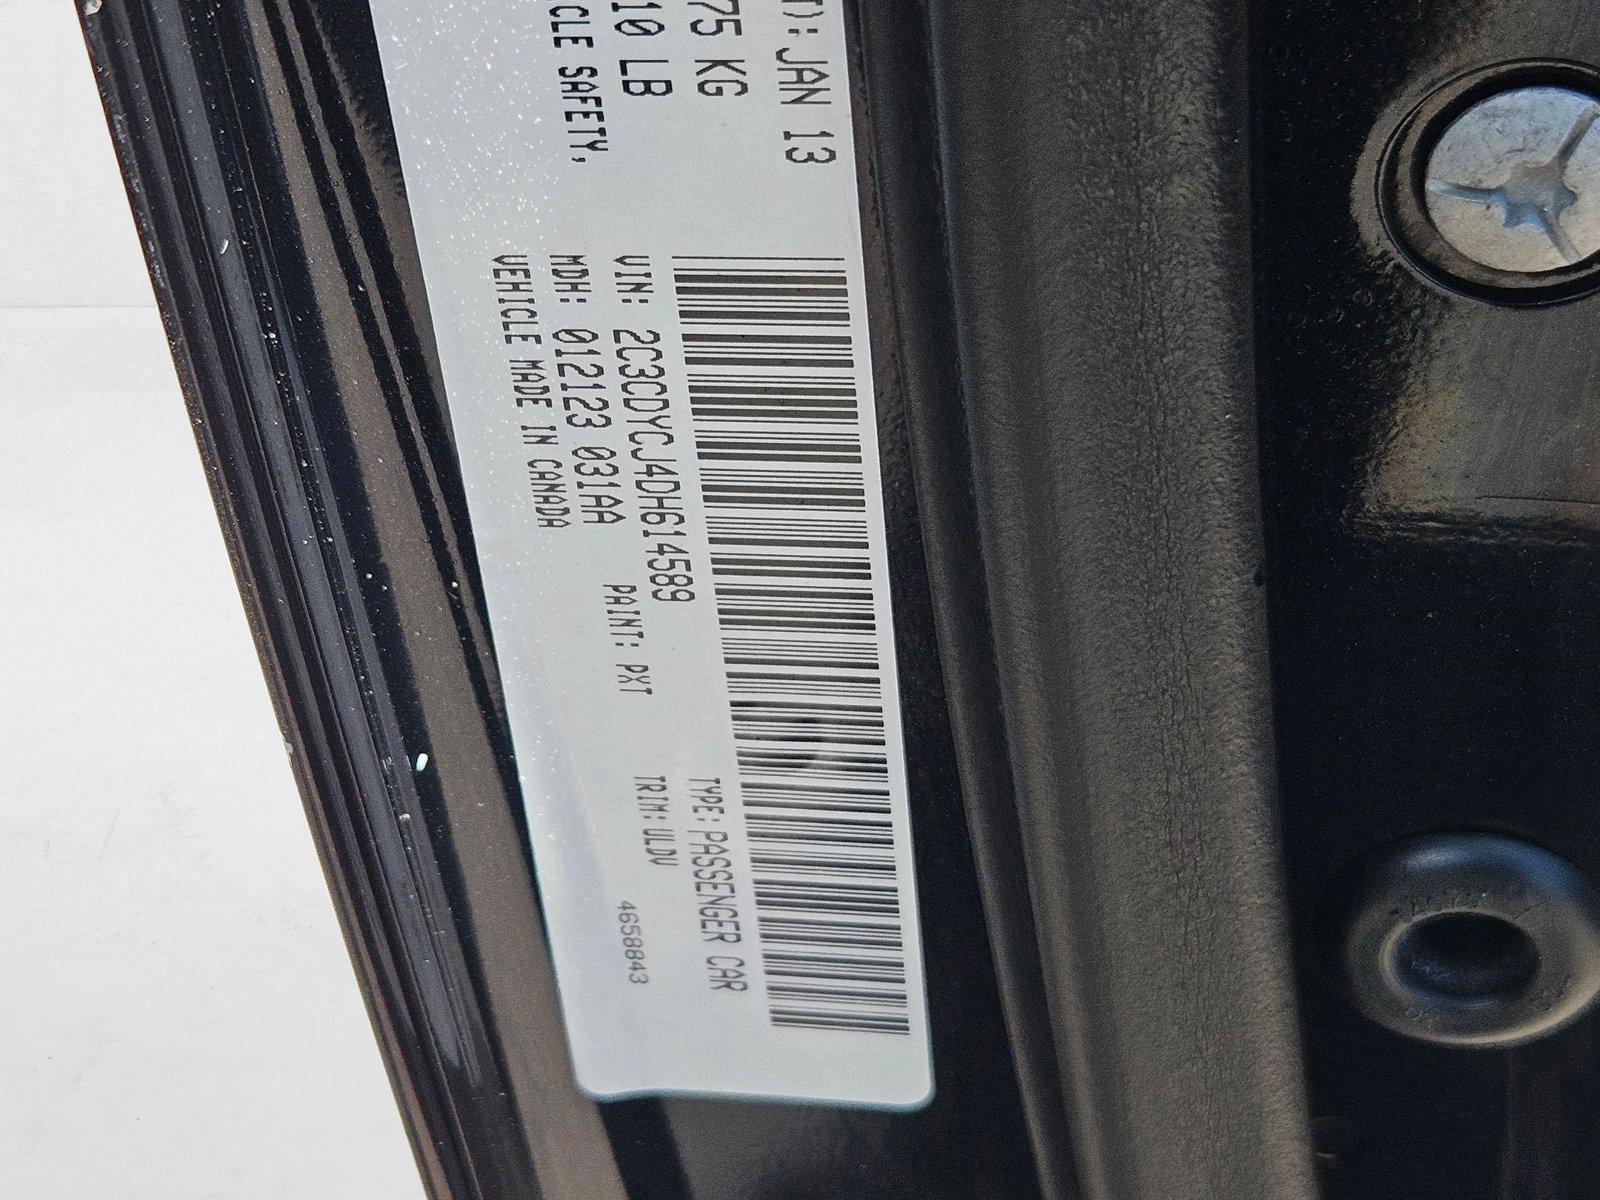 T): JAN 13
75 KG
10 LB
ICLE SAFETY,
VIN: 2C3CDYCJ4DH614589
TYPE: PASSENGER CAR
MDH: 012123 031AA
PAINT: PXT
TRIM: ULDV
VEHICLE MADE IN CANADA
4658843